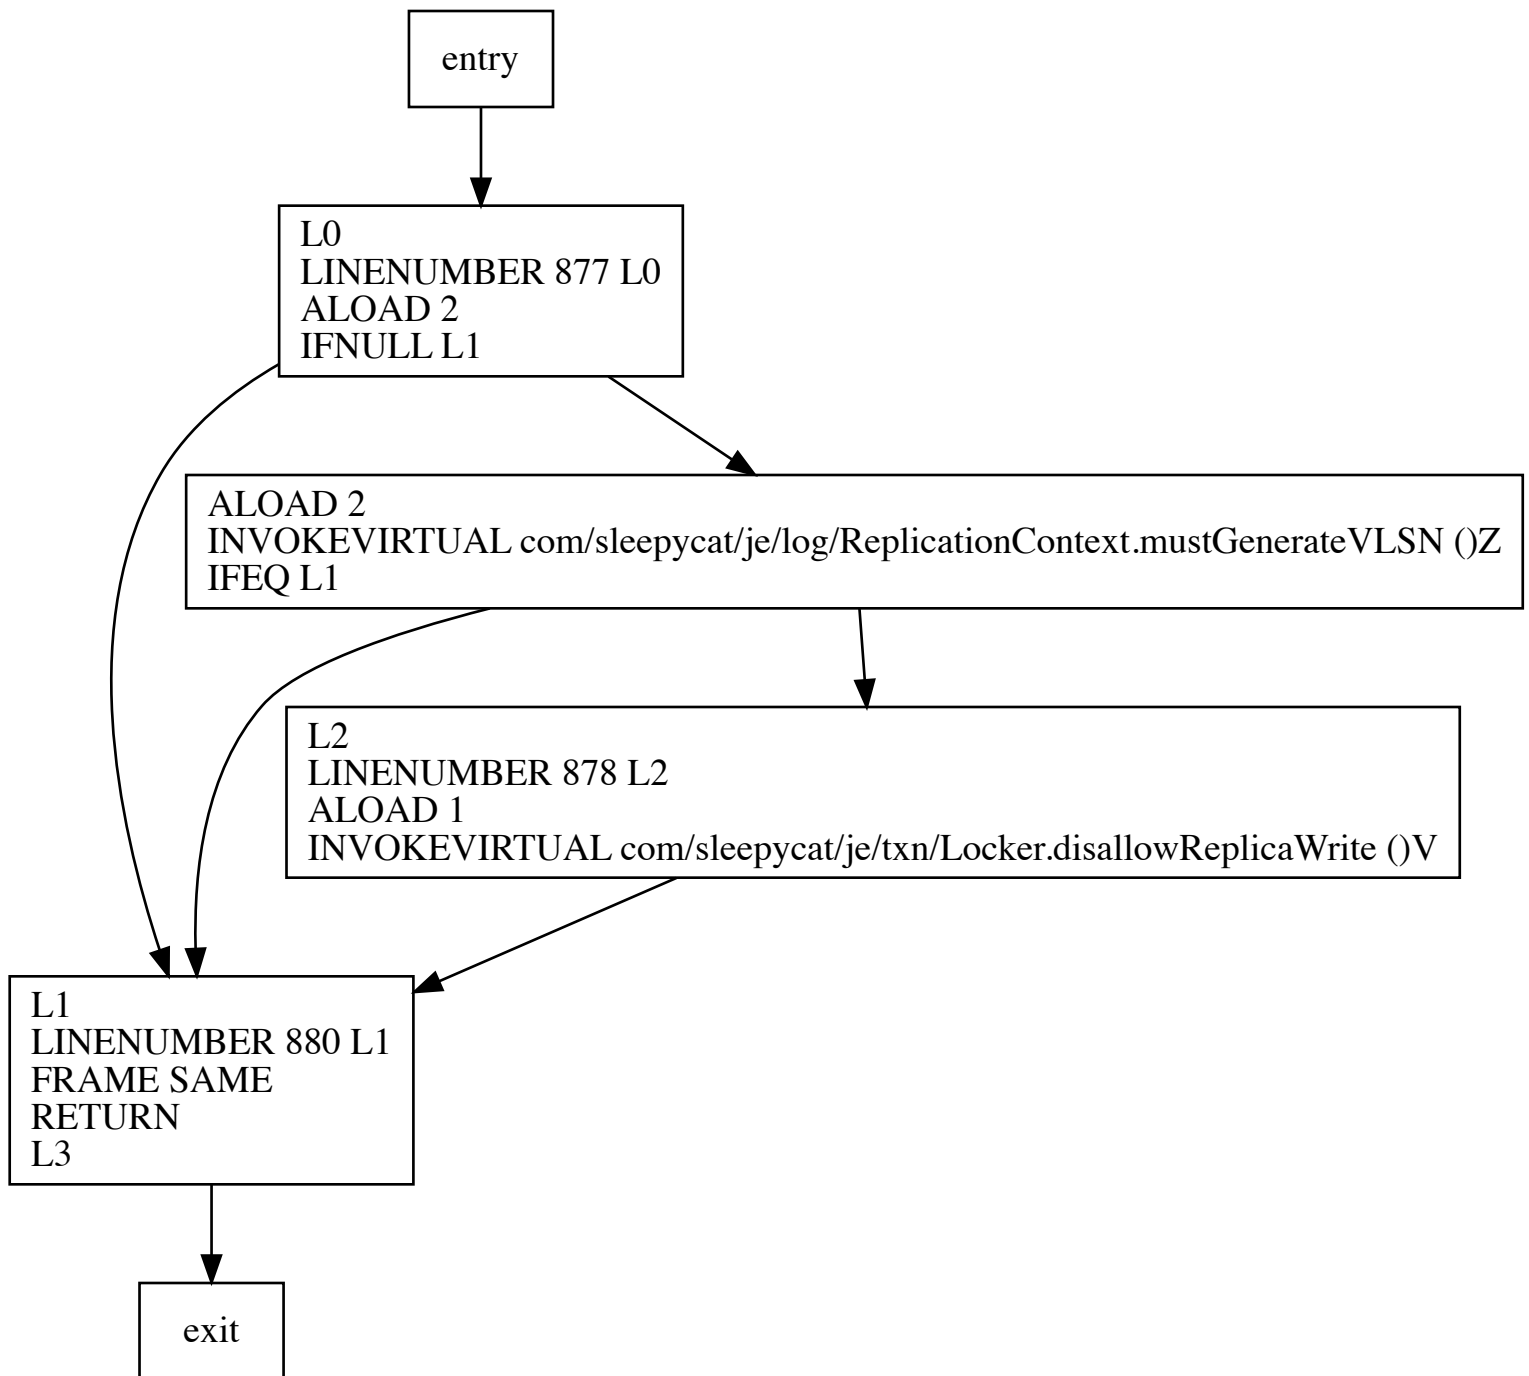 entry
L0
LINENUMBER 877 L0
ALOAD 2
IFNULL L1
ALOAD 2
INVOKEVIRTUAL com/sleepycat/je/log/ReplicationContext.mustGenerateVLSN ()Z
IFEQ L1
L2
LINENUMBER 878 L2
ALOAD 1
INVOKEVIRTUAL com/sleepycat/je/txn/Locker.disallowReplicaWrite ()V
L1
LINENUMBER 880 L1
FRAME SAME
RETURN
L3
exit